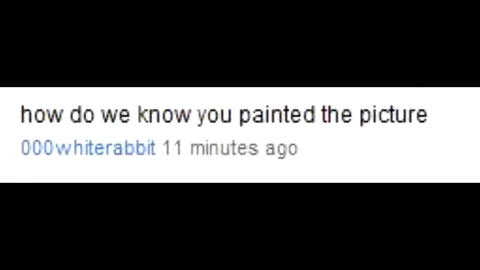 how do we know you painted the picture
000whiterabbit 11 minutes ago